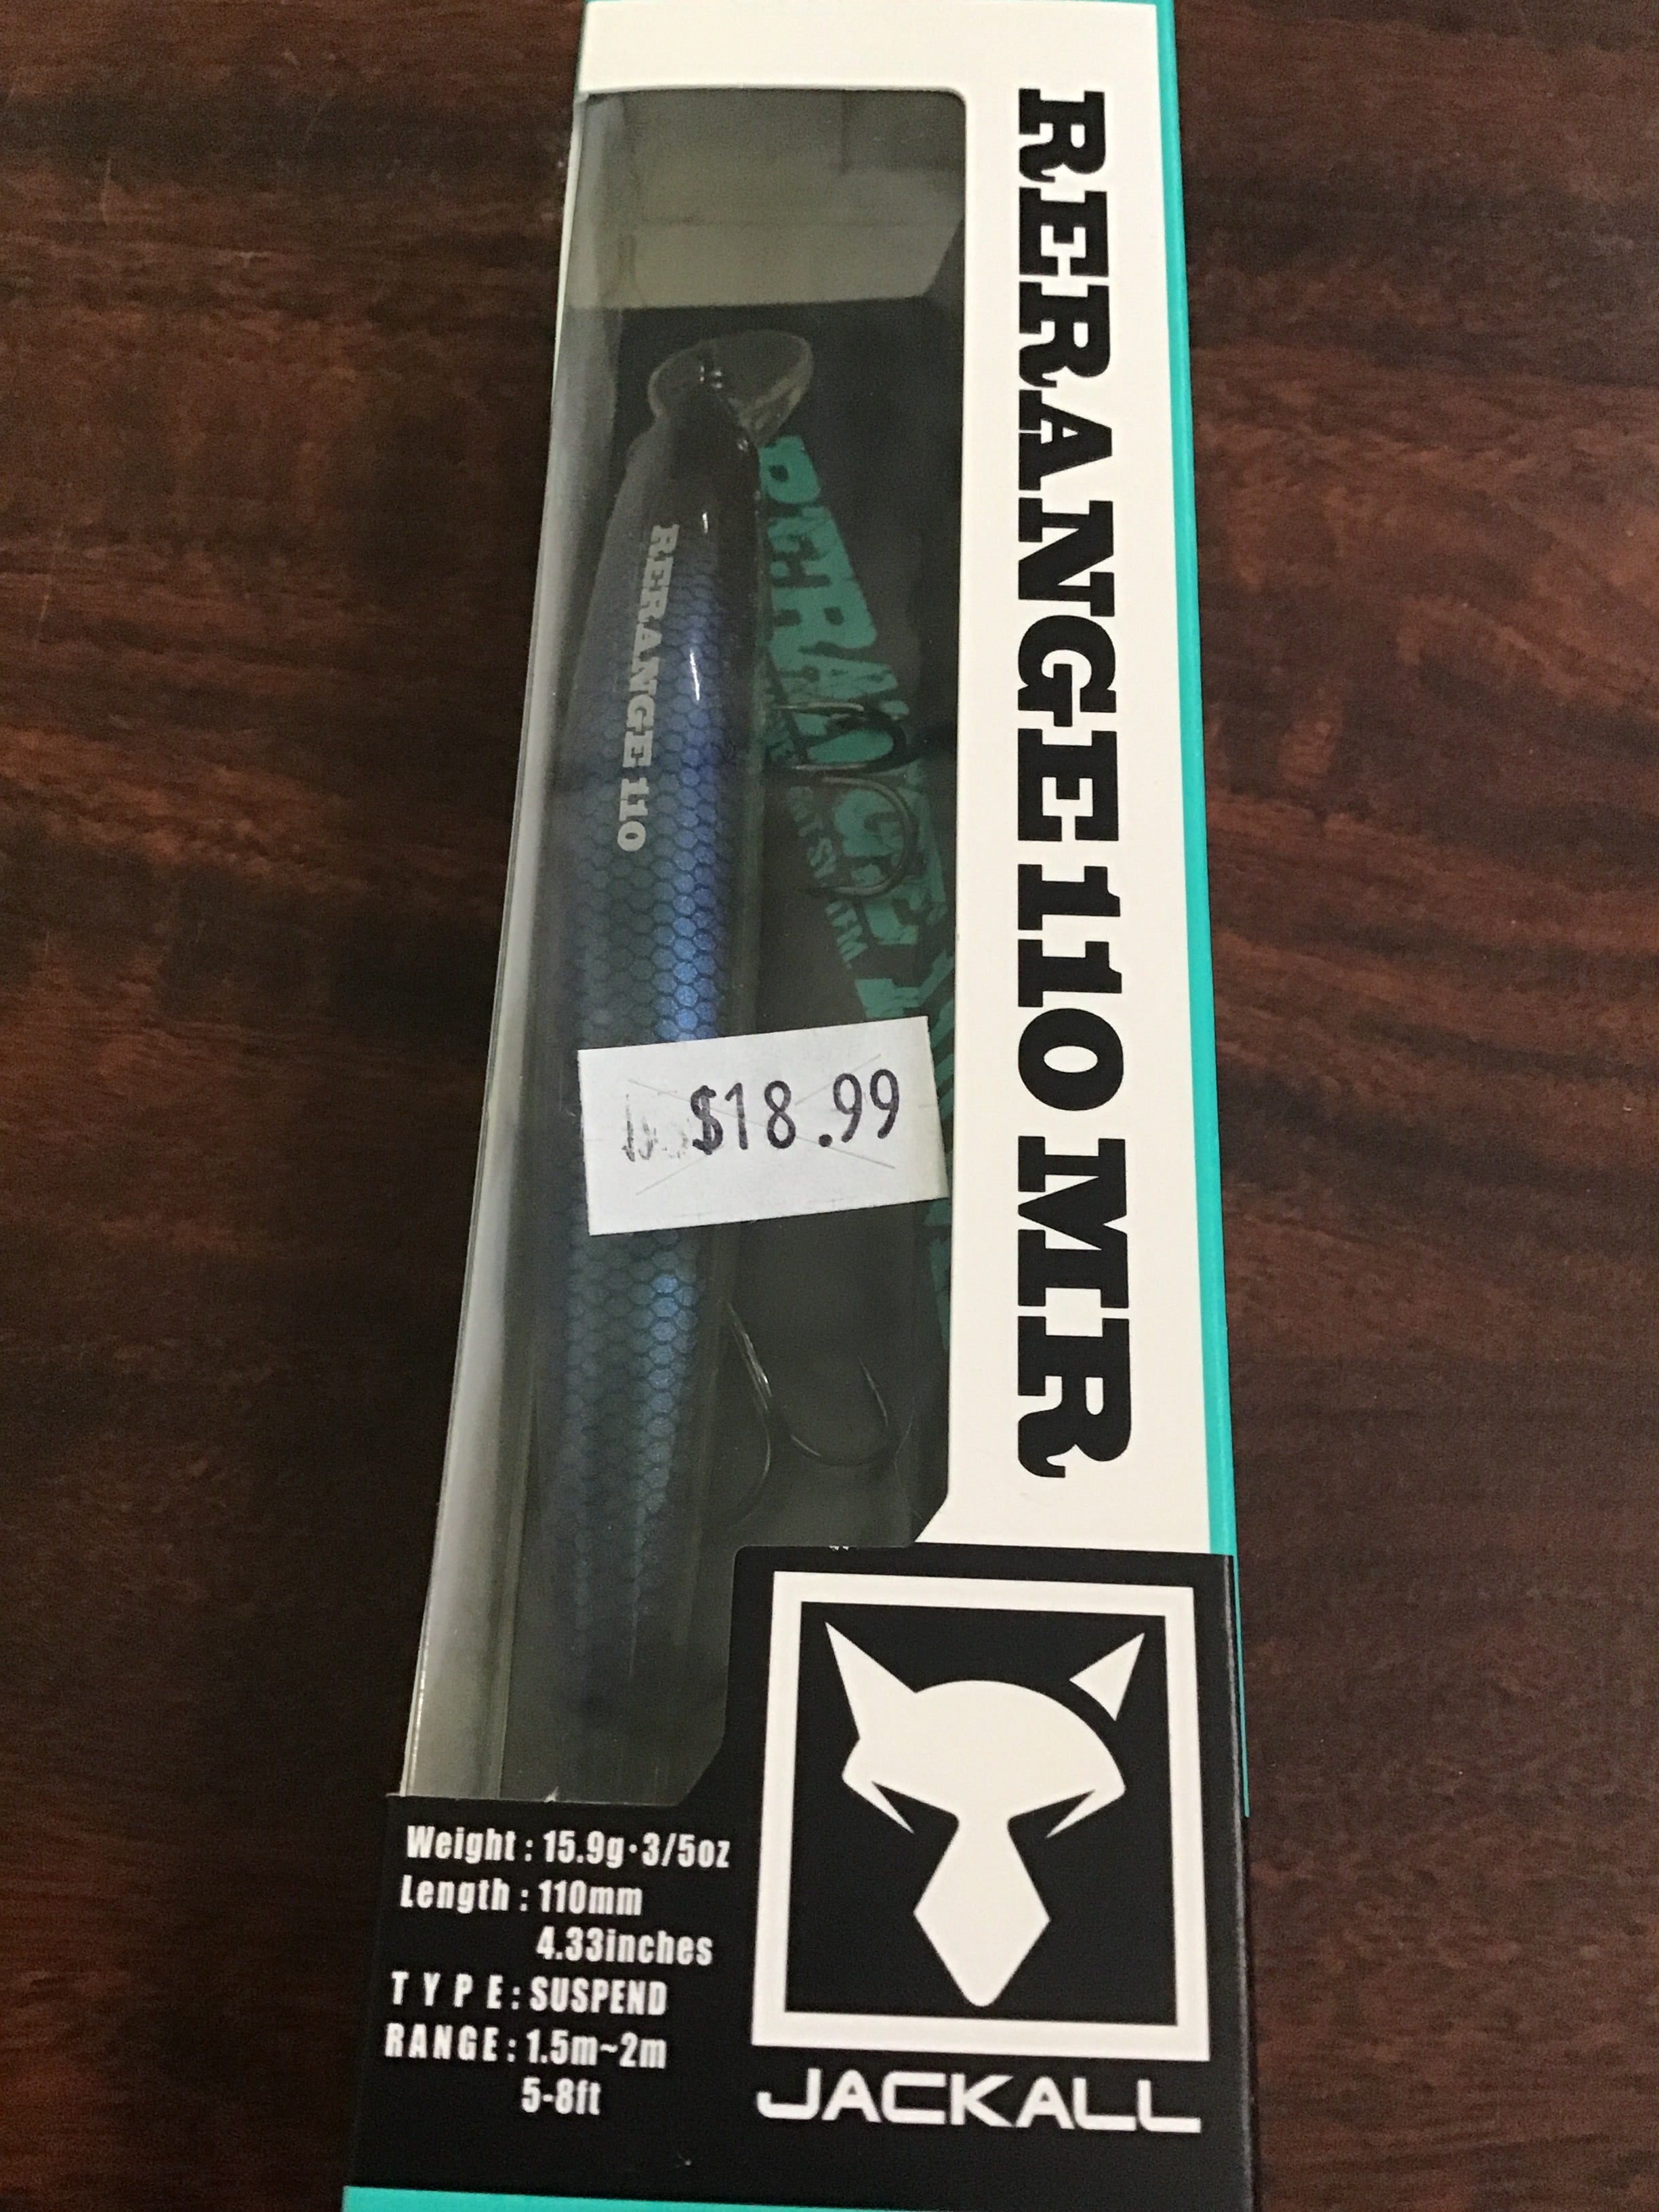 RERANGE 110 MR
RERANGE 110
RERANGE
$18.99
Weight : 15.9g·3/5oz
Length : 110mm
4.33inches
TYPE : SUSPEND
RANGE : 1.5m~2m
5-8ft
JACKALL